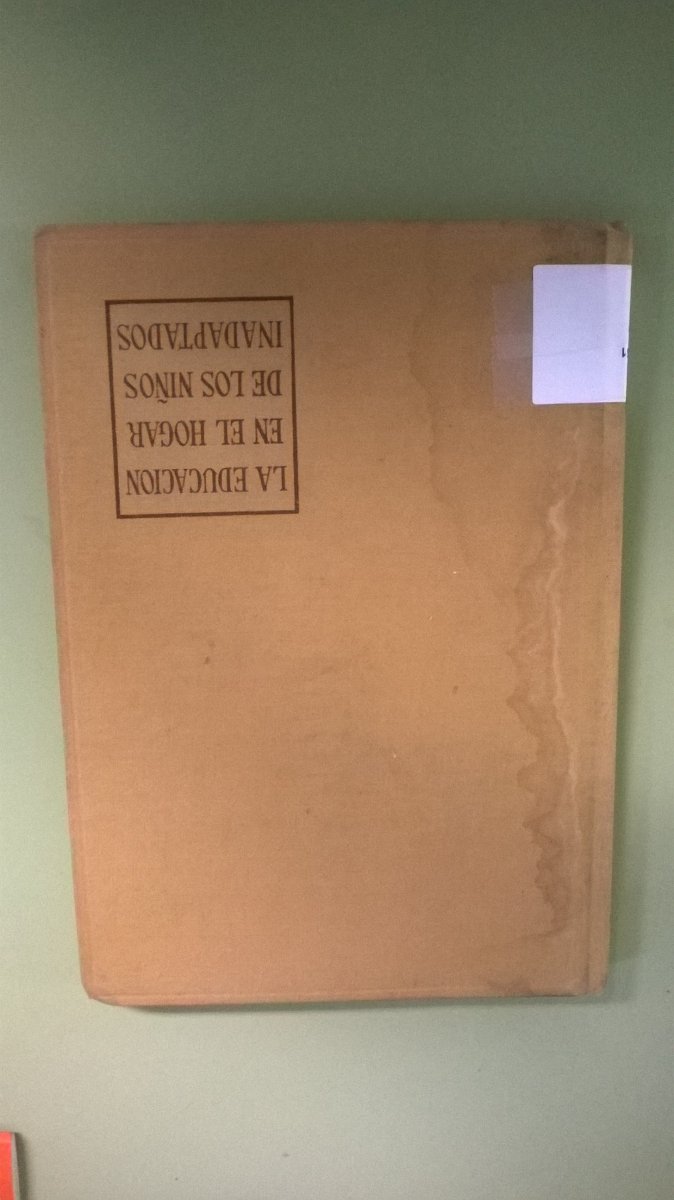 LA EDUCACION
EN EL HOGAR
DE LOS NIÑOS
INADAPTADOS